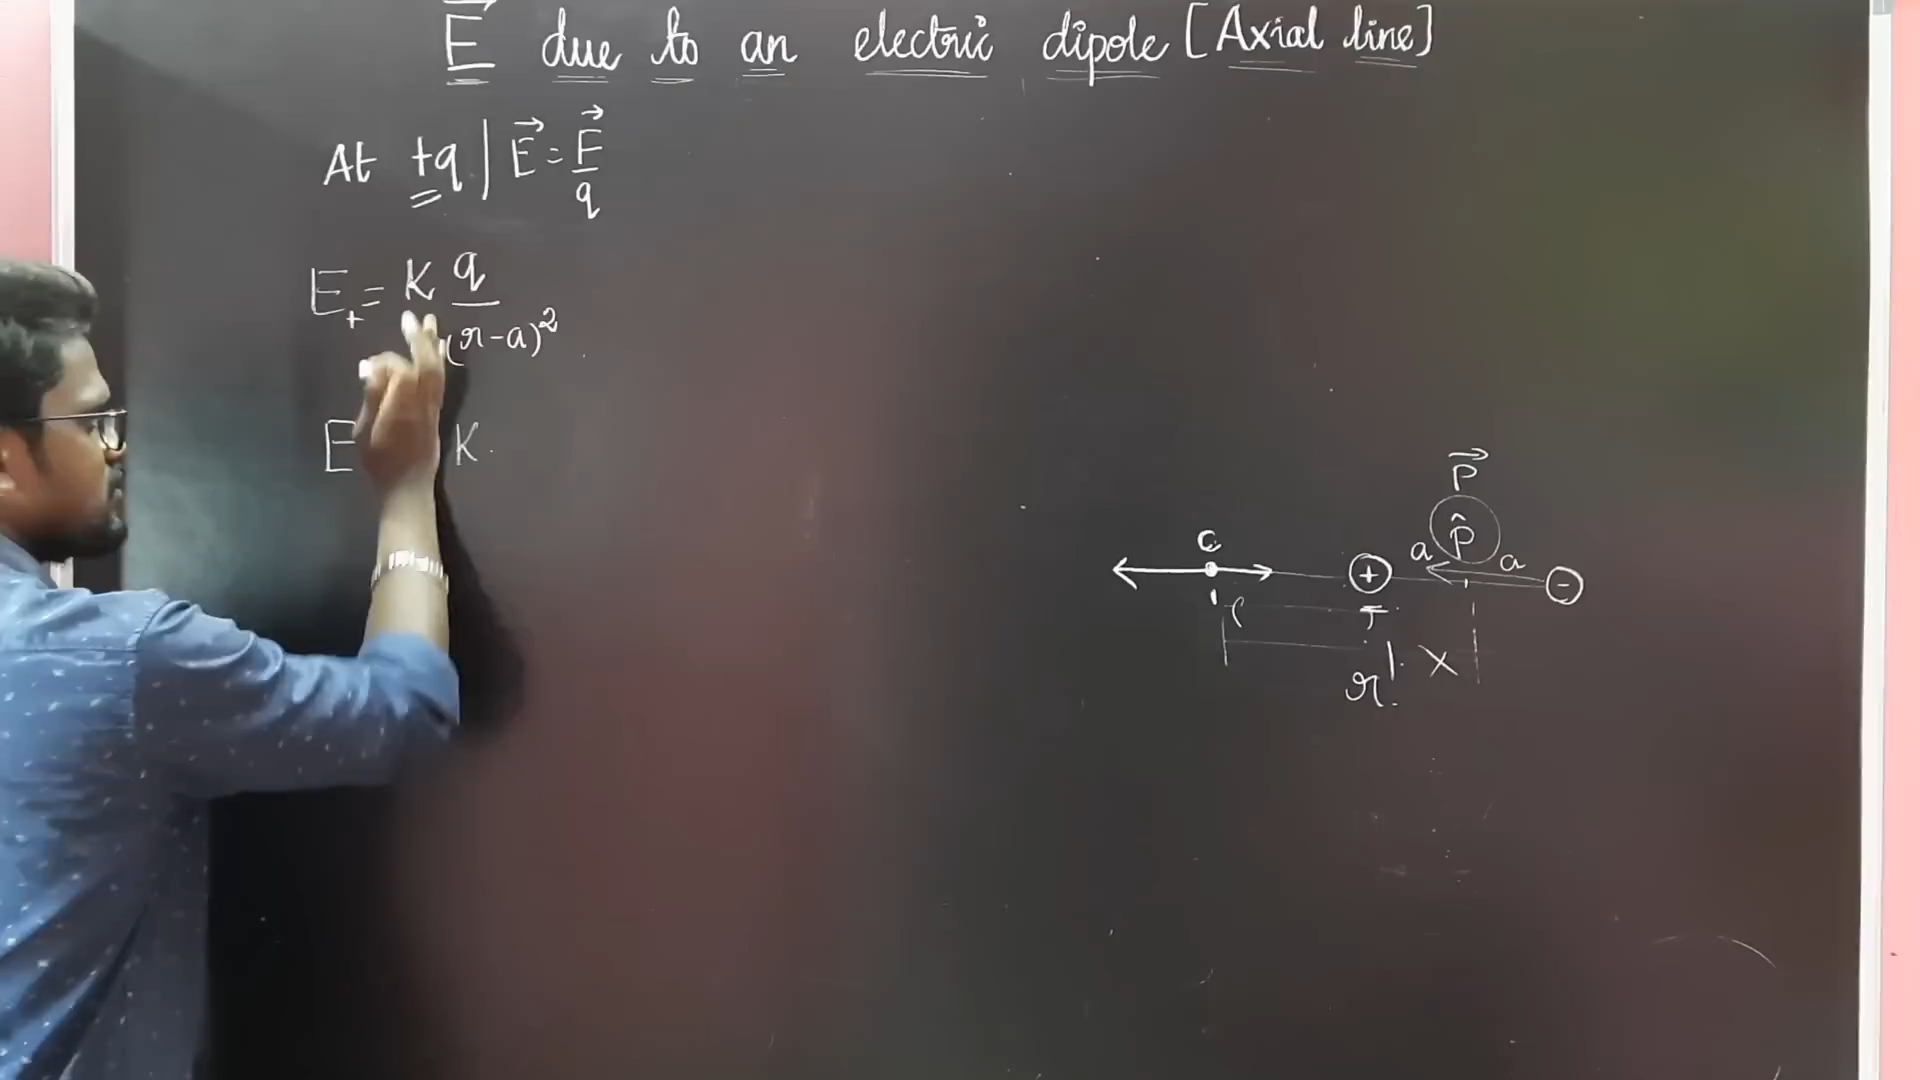 E⃗ due to an electric dipole [Axial line]
At +q | E⃗ = F⃗/q
E₊ = K q/(r-a)²
E K
P⃗
p̂
a a
C + -
r